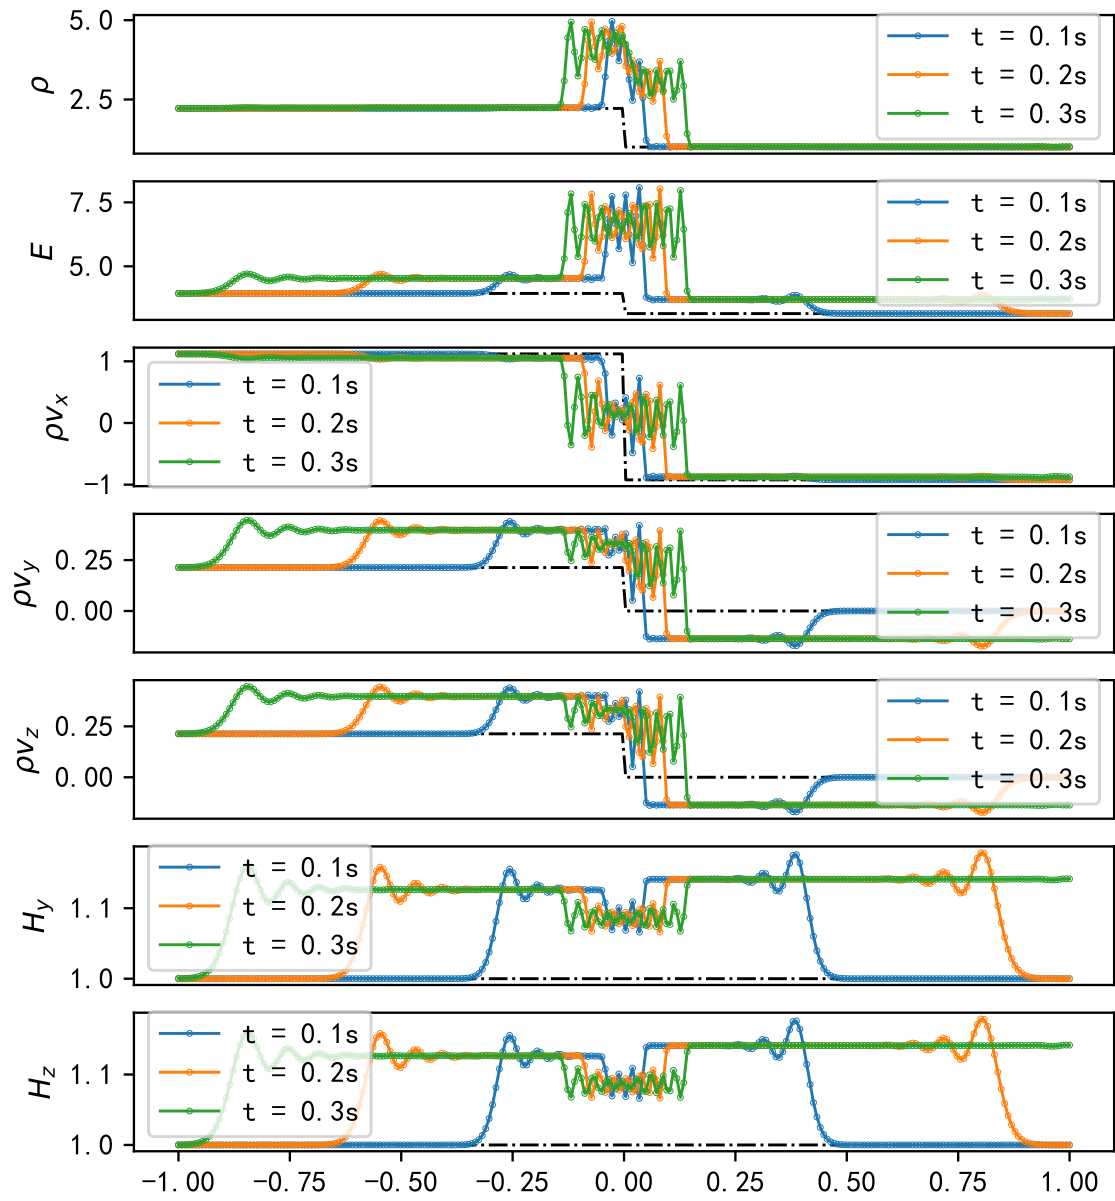 5.0
2.5
ρ
t = 0.1s
t = 0.2s
t = 0.3s
7.5
5.0
E
t = 0.1s
t = 0.2s
t = 0.3s
1
0
−1
ρvₓ
t = 0.1s
t = 0.2s
t = 0.3s
0.25
0.00
ρv_y
t = 0.1s
t = 0.2s
t = 0.3s
0.25
0.00
ρv_z
t = 0.1s
t = 0.2s
t = 0.3s
1.1
1.0
H_y
t = 0.1s
t = 0.2s
t = 0.3s
1.1
1.0
H_z
t = 0.1s
t = 0.2s
t = 0.3s
−1.00 −0.75 −0.50 −0.25 0.00 0.25 0.50 0.75 1.00